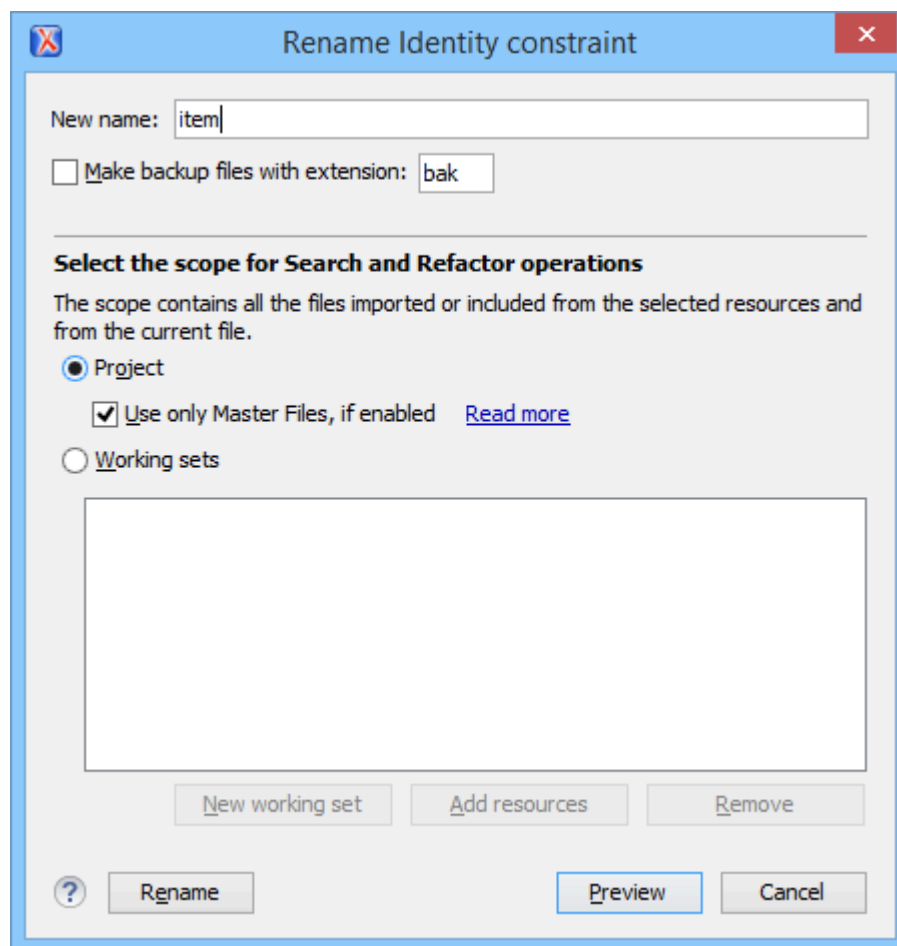 Rename Identity constraint
New name: item
Make backup files with extension: bak
Select the scope for Search and Refactor operations
The scope contains all the files imported or included from the selected resources and
from the current file.
Project
Use only Master Files, if enabled Read more
Working sets
New working set Add resources Remove
? Rename Preview Cancel